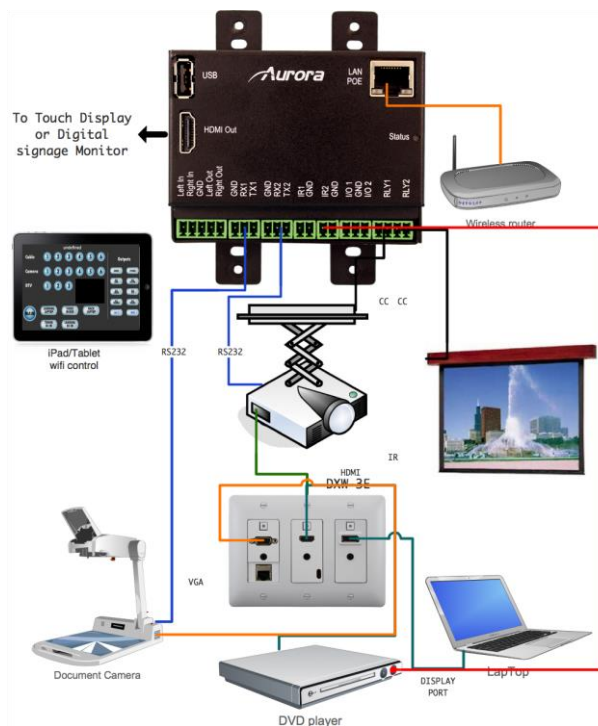 USB
Aurora
LAN
POE
To Touch Display
or Digital
signage Monitor
HDMI Out
Status
Left In
Right In
GND
Left Out
Right Out
GND
RX1
TX1
GND
RX2
TX2
IR1
GND
IR2
GND
I/O 1
GND
I/O 2
RLY1
RLY2
Wireless router
undefined
Outputs
iPad/Tablet
wifi control
RS232
RS232
CC CC
IR
HDMI
DXW 3E
VGA
Document Camera
DISPLAY
PORT
LapTop
DVD player